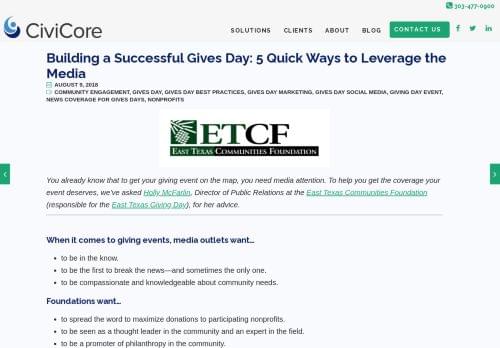 303-477-0900
CiviCore
SOLUTIONS CLIENTS ABOUT BLOG CONTACT US
Building a Successful Gives Day: 5 Quick Ways to Leverage the
Media
AUGUST 9, 2018
COMMUNITY ENGAGEMENT, GIVES DAY, GIVES DAY BEST PRACTICES, GIVES DAY MARKETING, GIVES DAY SOCIAL MEDIA, GIVING DAY EVENT,
NEWS COVERAGE FOR GIVES DAYS, NONPROFITS
ETCF
EAST TEXAS COMMUNITIES FOUNDATION
You already know that to get your giving event on the map, you need media attention. To help you get the coverage your
event deserves, we've asked Holly McFarlin, Director of Public Relations at the East Texas Communities Foundation
(responsible for the East Texas Giving Day), for her advice.
When it comes to giving events, media outlets want…
• to be in the know.
• to be the first to break the news—and sometimes the only one.
• to be compassionate and knowledgeable about community needs.
Foundations want…
• to spread the word to maximize donations to participating nonprofits.
• to be seen as a thought leader in the community and an expert in the field.
• to be a promoter of philanthropy in the community.